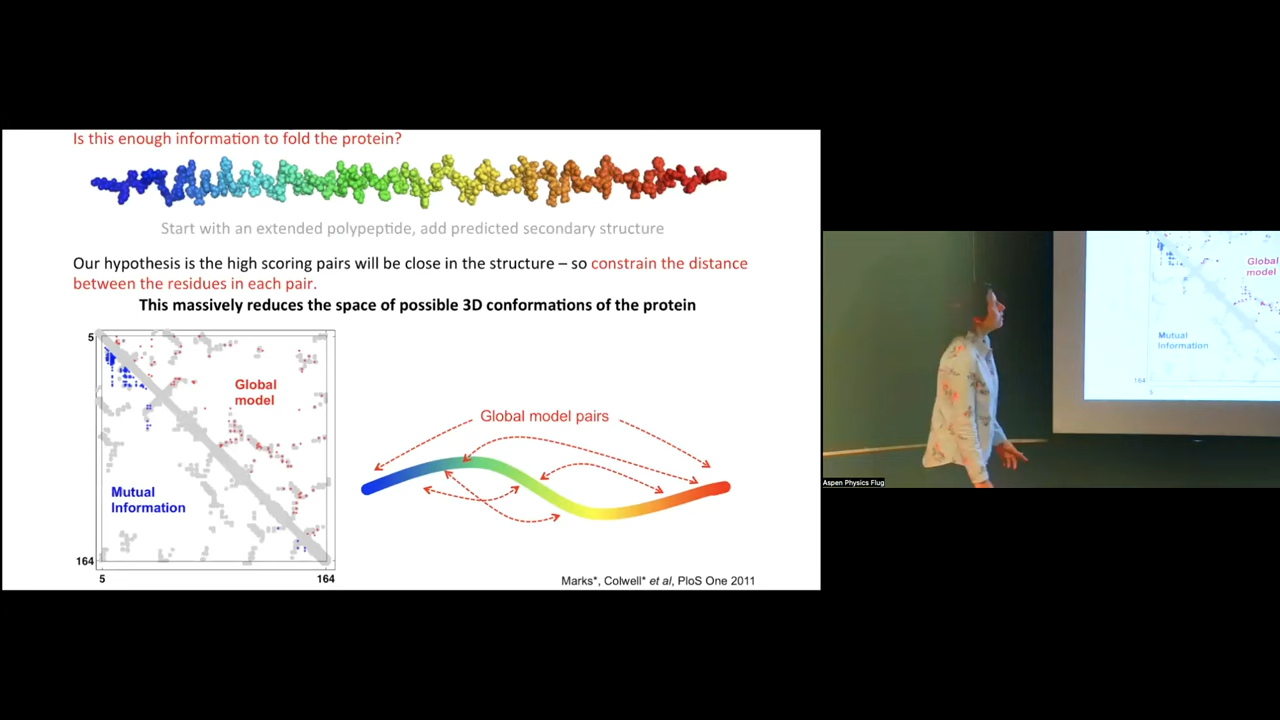 Is this enough information to fold the protein?
Start with an extended polypeptide, add predicted secondary structure
Our hypothesis is the high scoring pairs will be close in the structure – so constrain the distance
between the residues in each pair.
This massively reduces the space of possible 3D conformations of the protein
5
Global
model
Mutual
Information
164
5
164
Global model pairs
Marks*, Colwell* et al, PloS One 2011
Global
model
Mutual
Information
164
5
Aspen Physics Flug